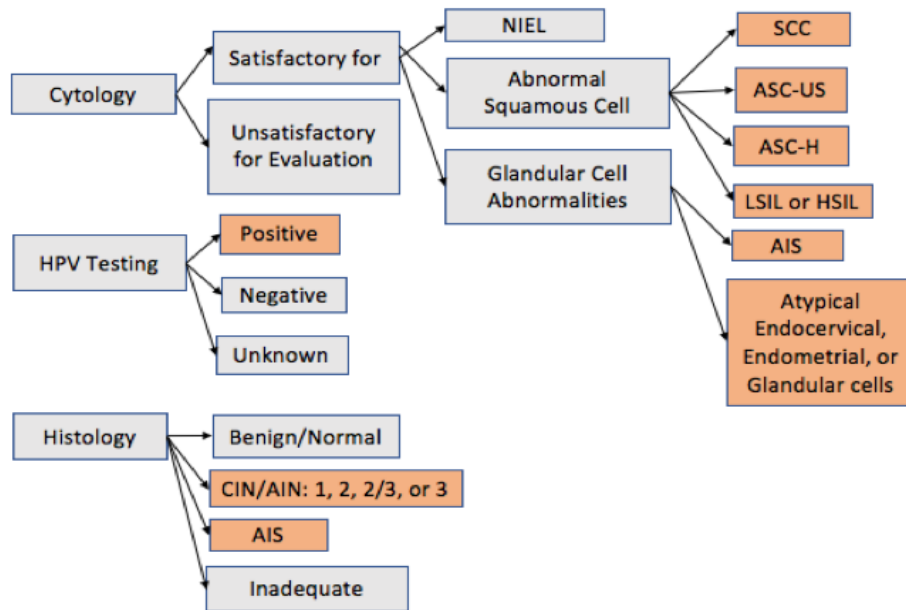 Cytology
Satisfactory for
Unsatisfactory
for Evaluation
NIEL
Abnormal
Squamous Cell
Glandular Cell
Abnormalities
SCC
ASC-US
ASC-H
LSIL or HSIL
AIS
Atypical
Endocervical,
Endometrial, or
Glandular cells
HPV Testing
Positive
Negative
Unknown
Histology
Benign/Normal
CIN/AIN: 1, 2, 2/3, or 3
AIS
Inadequate